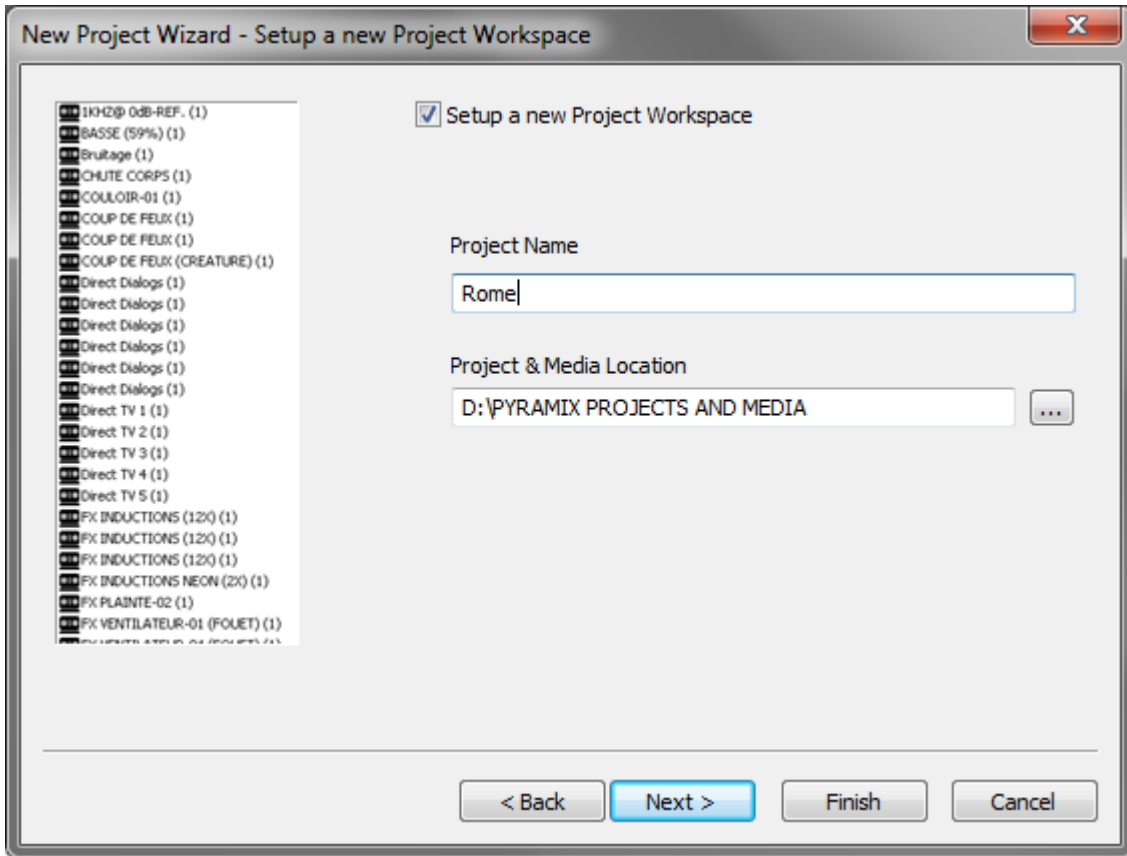 New Project Wizard - Setup a new Project Workspace
1KHZ@ 0dB-REF. (1)
BASSE (59%) (1)
Bruitage (1)
CHUTE CORPS (1)
COULOIR-01 (1)
COUP DE FEUX (1)
COUP DE FEUX (1)
COUP DE FEUX (CREATURE) (1)
Direct Dialogs (1)
Direct Dialogs (1)
Direct Dialogs (1)
Direct Dialogs (1)
Direct Dialogs (1)
Direct Dialogs (1)
Direct TV 1 (1)
Direct TV 2 (1)
Direct TV 3 (1)
Direct TV 4 (1)
Direct TV 5 (1)
FX INDUCTIONS (12X) (1)
FX INDUCTIONS (12X) (1)
FX INDUCTIONS (12X) (1)
FX INDUCTIONS NEON (2X) (1)
FX PLAINTE-02 (1)
FX VENTILATEUR-01 (FOUET) (1)
FX VENTILATEUR-01 (FOUET) (1)
Setup a new Project Workspace
Project Name
Rome
Project & Media Location
D:\PYRAMIX PROJECTS AND MEDIA
...
< Back
Next >
Finish
Cancel